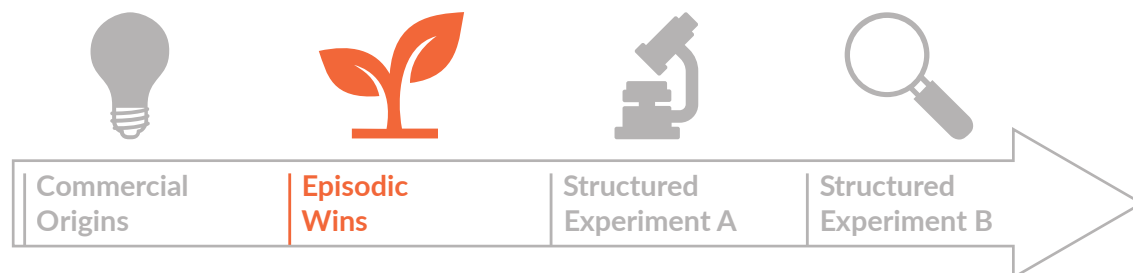 Commercial
Origins
Episodic
Wins
Structured
Experiment A
Structured
Experiment B